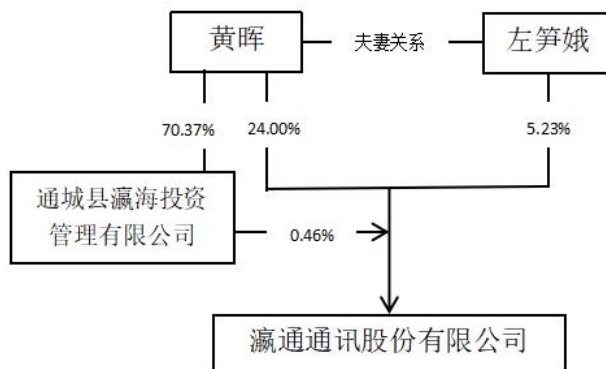 黄晖
夫妻关系
左笋娥
70.37%
24.00%
5.23%
通城县瀛海投资
管理有限公司
0.46%
瀛通通讯股份有限公司